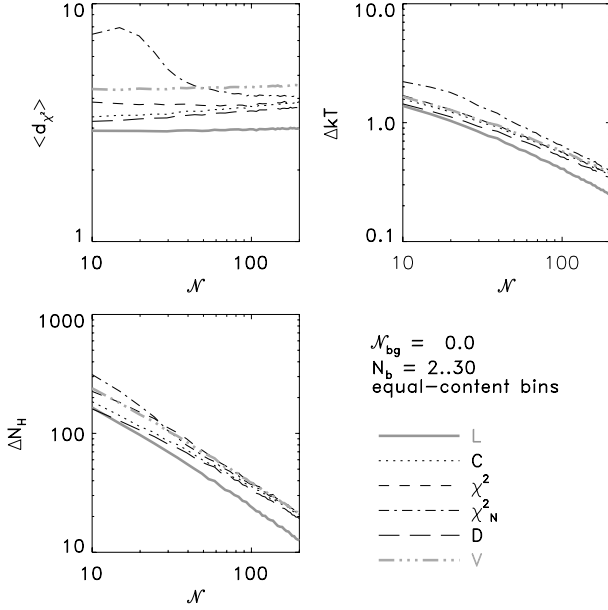 10
1
<d_χ²>
10
100
𝒩
10.0
1.0
0.1
ΔkT
10
100
𝒩
1000
100
10
ΔN_H
10
100
𝒩
𝒩_bg = 0.0
N_b = 2..30
equal-content bins
L
C
χ²
χ²_N
D
V